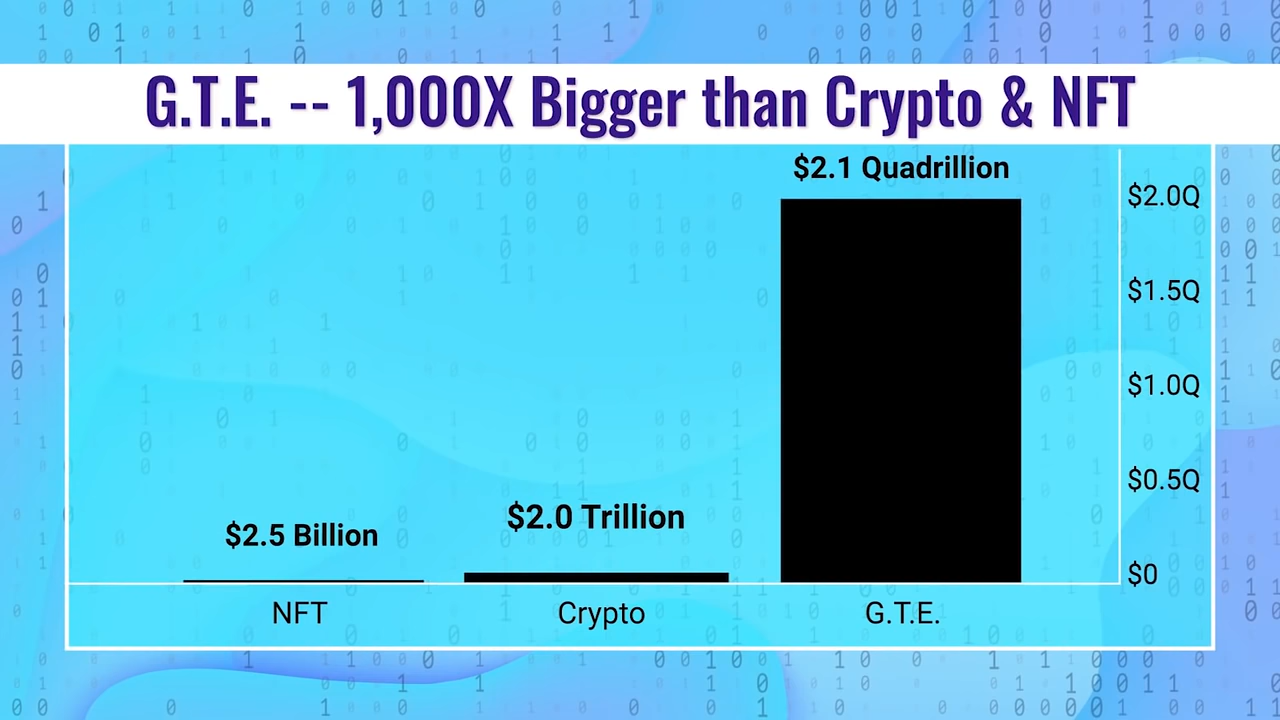 G.T.E. -- 1,000X Bigger than Crypto & NFT
$2.1 Quadrillion
$2.0Q
$1.5Q
$1.0Q
$0.5Q
$0
$2.5 Billion
$2.0 Trillion
NFT
Crypto
G.T.E.